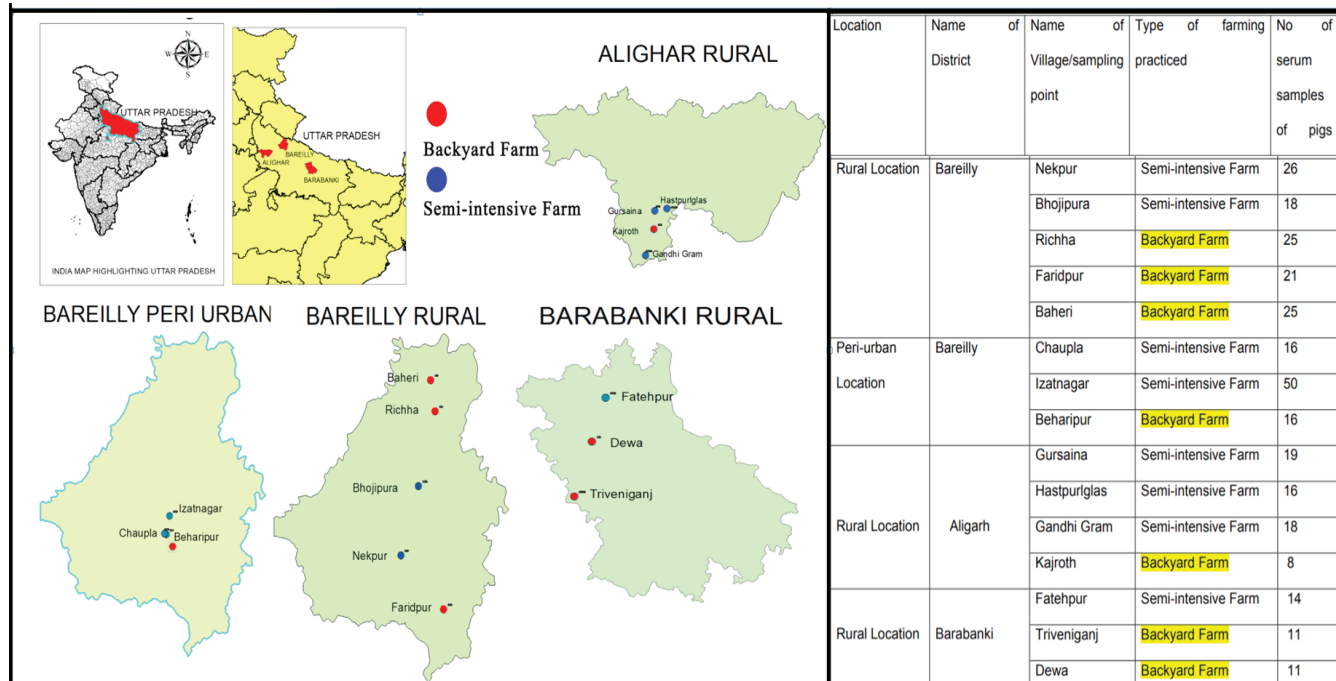 N
W
E
S
UTTAR PRADESH
INDIA MAP HIGHLIGHTING UTTAR PRADESH
UTTAR PRADESH
BAREILLY
ALIGHAR
BARABANKI
Backyard Farm
Semi-intensive Farm
ALIGHAR RURAL
Hastpurlglas
Gursaina
Kajroth
Gandhi Gram
BAREILLY PERI URBAN
Izatnagar
Chaupla
Beharipur
BAREILLY RURAL
Baheri
Richha
Bhojipura
Nekpur
Faridpur
BARABANKI RURAL
Fatehpur
Dewa
Triveniganj
Location Name of District Name of Village/sampling point Type of farming practiced No of serum samples of pigs
Rural Location Bareilly Nekpur Semi-intensive Farm 26
Bhojipura Semi-intensive Farm 18
Richha Backyard Farm 25
Faridpur Backyard Farm 21
Baheri Backyard Farm 25
Peri-urban Location Bareilly Chaupla Semi-intensive Farm 16
Izatnagar Semi-intensive Farm 50
Beharipur Backyard Farm 16
Rural Location Aligarh Gursaina Semi-intensive Farm 19
Hastpurlglas Semi-intensive Farm 16
Gandhi Gram Semi-intensive Farm 18
Kajroth Backyard Farm 8
Rural Location Barabanki Fatehpur Semi-intensive Farm 14
Triveniganj Backyard Farm 11
Dewa Backyard Farm 11